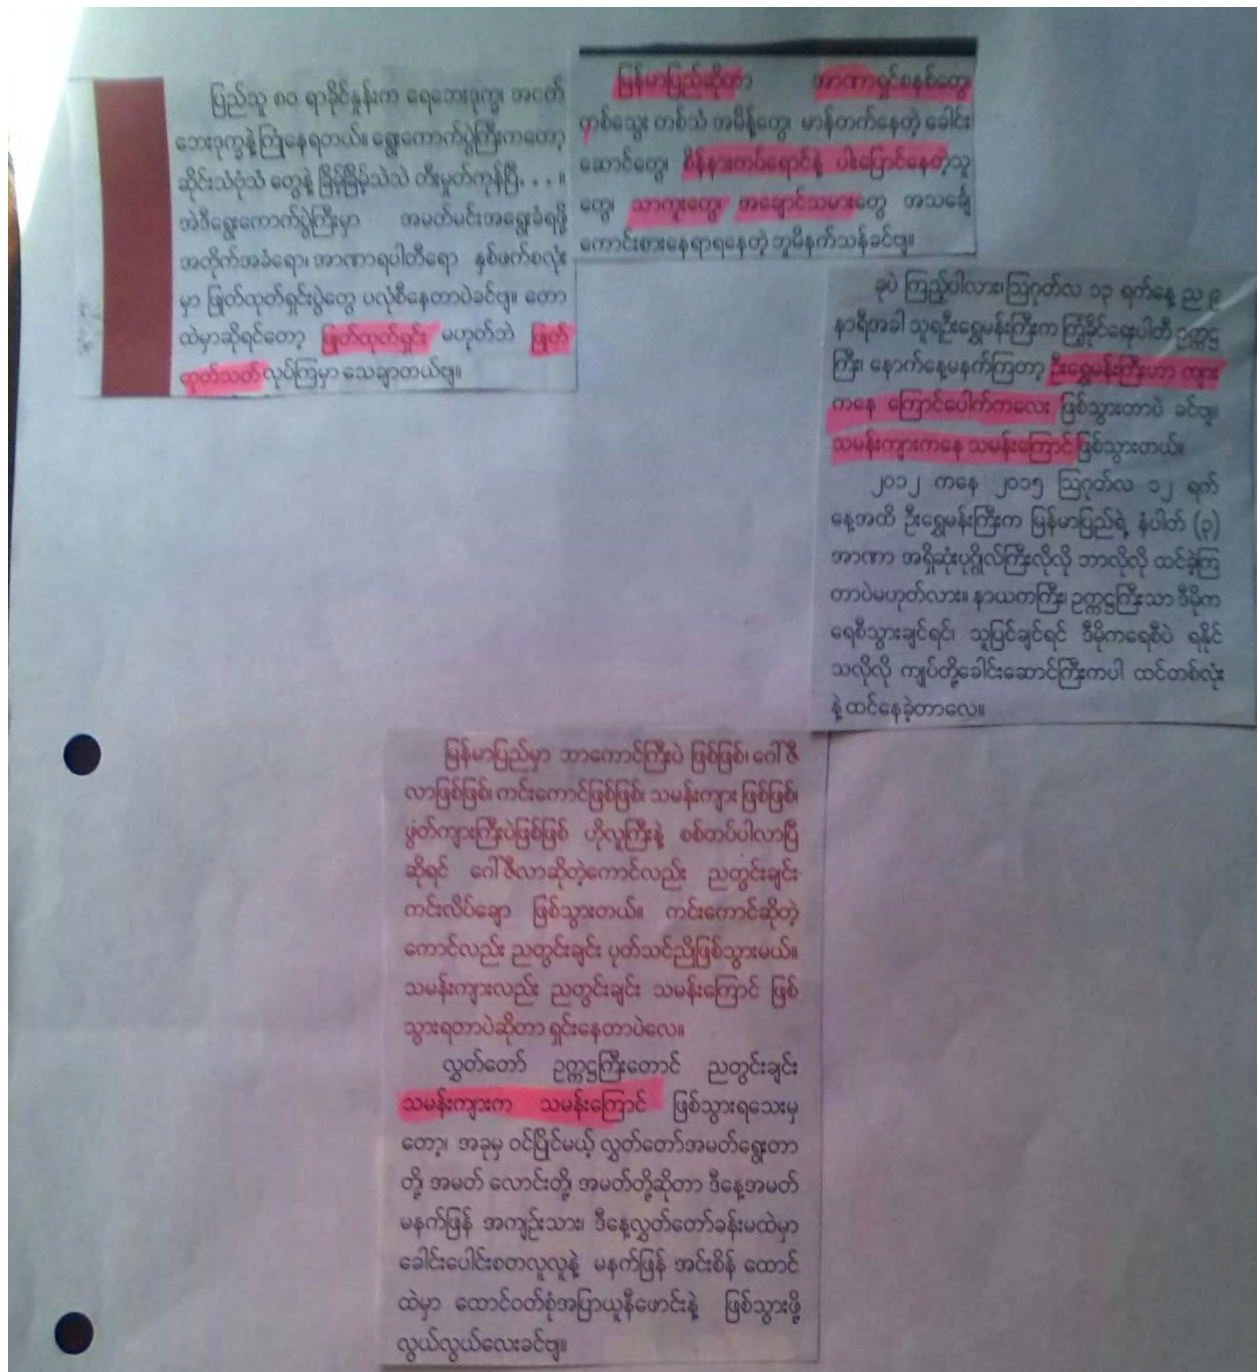 ပြည်သူ ၈၀ ရာခိုင်နှုန်းက ရေဘေးဒုက္ခ၊ အငတ်
ဘေးဒုက္ခနဲ့ ကြုံနေရတယ်။ ရွေးကောက်ပွဲကြီးကတော့
ဆိုင်းသံဗုံသံ တွေနဲ့ ခြိမ့်ခြိမ့်သဲသဲ တီးမှုတ်ကုန်ပြီ. . .။
အဲဒီရွေးကောက်ပွဲကြီးမှာ အမတ်မင်းအရွေးခံရဖို့
အတိုက်အခံရော၊ အာဏာရပါတီရော နှစ်ဖက်စလုံး
မှာ ဖြုတ်ထုတ်ရှင်းပွဲတွေ ပလုံစီနေတာပဲခင်ဗျ။ တော
ထဲမှာဆိုရင်တော့ ဖြုတ်ထုတ်ရှင်း မဟုတ်ဘဲ ဖြုတ်
ထုတ်သတ် လုပ်ကြမှာ သေချာတယ်ဗျ။
မြန်မာပြည်ဆိုတာ အာဏာရှင်စနစ်တွေ၊
တစ်သွေး တစ်သံ အမိန့်တွေ၊ မာန်တက်နေတဲ့ ခေါင်း
ဆောင်တွေ၊ စိန်နားကပ်ရောင်နဲ့ ပါးပြောင်နေတဲ့သူ
တွေ၊ သာကူးတွေ၊ အချောင်သမားတွေ အသင့်
ကောင်းစားနေရာရနေတဲ့ ဘူမိနက်သန်ခင်ဗျ။
ခုပဲ ကြည့်ပါလား၊ ဩဂုတ်လ ၁၃ ရက်နေ့ ည ၉
နာရီအခါ သူရဦးရွှေမန်းကြီးက ကြံ့ခိုင်ရေးပါတီ ဥက္ကဋ္ဌ
ကြီး၊ နောက်နေ့မနက်ကြတော့ ဦးရွှေမန်းကြီးဟာ ကျား
ကနေ ကြောင်ပေါက်ကလေး ဖြစ်သွားတာပဲ ခင်ဗျ။
သမန်းကျားကနေ သမန်းကြောင် ဖြစ်သွားတယ်။
၂၀၁၂ ကနေ ၂၀၁၅ ဩဂုတ်လ ၁၂ ရက်
နေ့အထိ ဦးရွှေမန်းကြီးက မြန်မာပြည်ရဲ့ နံပါတ် (၃)
အာဏာ အရှိဆုံးပုဂ္ဂိုလ်ကြီးလိုလို ဘာလိုလို ထင်ခဲ့ကြ
တာပဲမဟုတ်လား။ နာယကကြီး၊ ဥက္ကဋ္ဌကြီးသာ ဒီမိုက
ရေစီသွားချင်ရင်၊ သူပြင်ချင်ရင် ဒီမိုကရေစီပဲ ရနိုင်
သလိုလို ကျုပ်တို့ခေါင်းဆောင်ကြီးကပါ ထင်တစ်လုံး
နဲ့ ထင်နေခဲ့တာလေ။
မြန်မာပြည်မှာ ဘာကောင်ကြီးပဲ ဖြစ်ဖြစ်၊ ဂေါ်ဇီ
လာဖြစ်ဖြစ်၊ ကင်းကောင်ဖြစ်ဖြစ်၊ သမန်းကျား ဖြစ်ဖြစ်၊
ဖွတ်ကျားကြီးပဲဖြစ်ဖြစ် ဟိုလူကြီးနဲ့ စစ်တပ်ပါလာပြီ
ဆိုရင် ဂေါ်ဇီလာဆိုတဲ့ကောင်လည်း ညတွင်းချင်း
ကင်းလိပ်ချော ဖြစ်သွားတယ်။ ကင်းကောင်ဆိုတဲ့
ကောင်လည်း ညတွင်းချင်း ပုတ်သင်ညိုဖြစ်သွားမယ်။
သမန်းကျားလည်း ညတွင်းချင်း သမန်းကြောင် ဖြစ်
သွားရတာပဲဆိုတာ ရှင်းနေတာပဲလေ။
လွှတ်တော် ဥက္ကဋ္ဌကြီးတောင် ညတွင်းချင်း
သမန်းကျားက သမန်းကြောင် ဖြစ်သွားရသေးမှ
တော့၊ အခုမှ ဝင်ပြိုင်မယ့် လွှတ်တော်အမတ်ရွေးတာ
တို့ အမတ် လောင်းတို့၊ အမတ်တို့ဆိုတာ ဒီနေ့အမတ်
မနက်ဖြန် အကျဉ်းသား၊ ဒီနေ့လွှတ်တော်ခန်းမထဲမှာ
ခေါင်းပေါင်းစတလူလူနဲ့ မနက်ဖြန် အင်းစိန် ထောင်
ထဲမှာ ထောင်ဝတ်စုံအပြာယူနီဖောင်းနဲ့ ဖြစ်သွားဖို့
လွယ်လွယ်လေးခင်ဗျ။